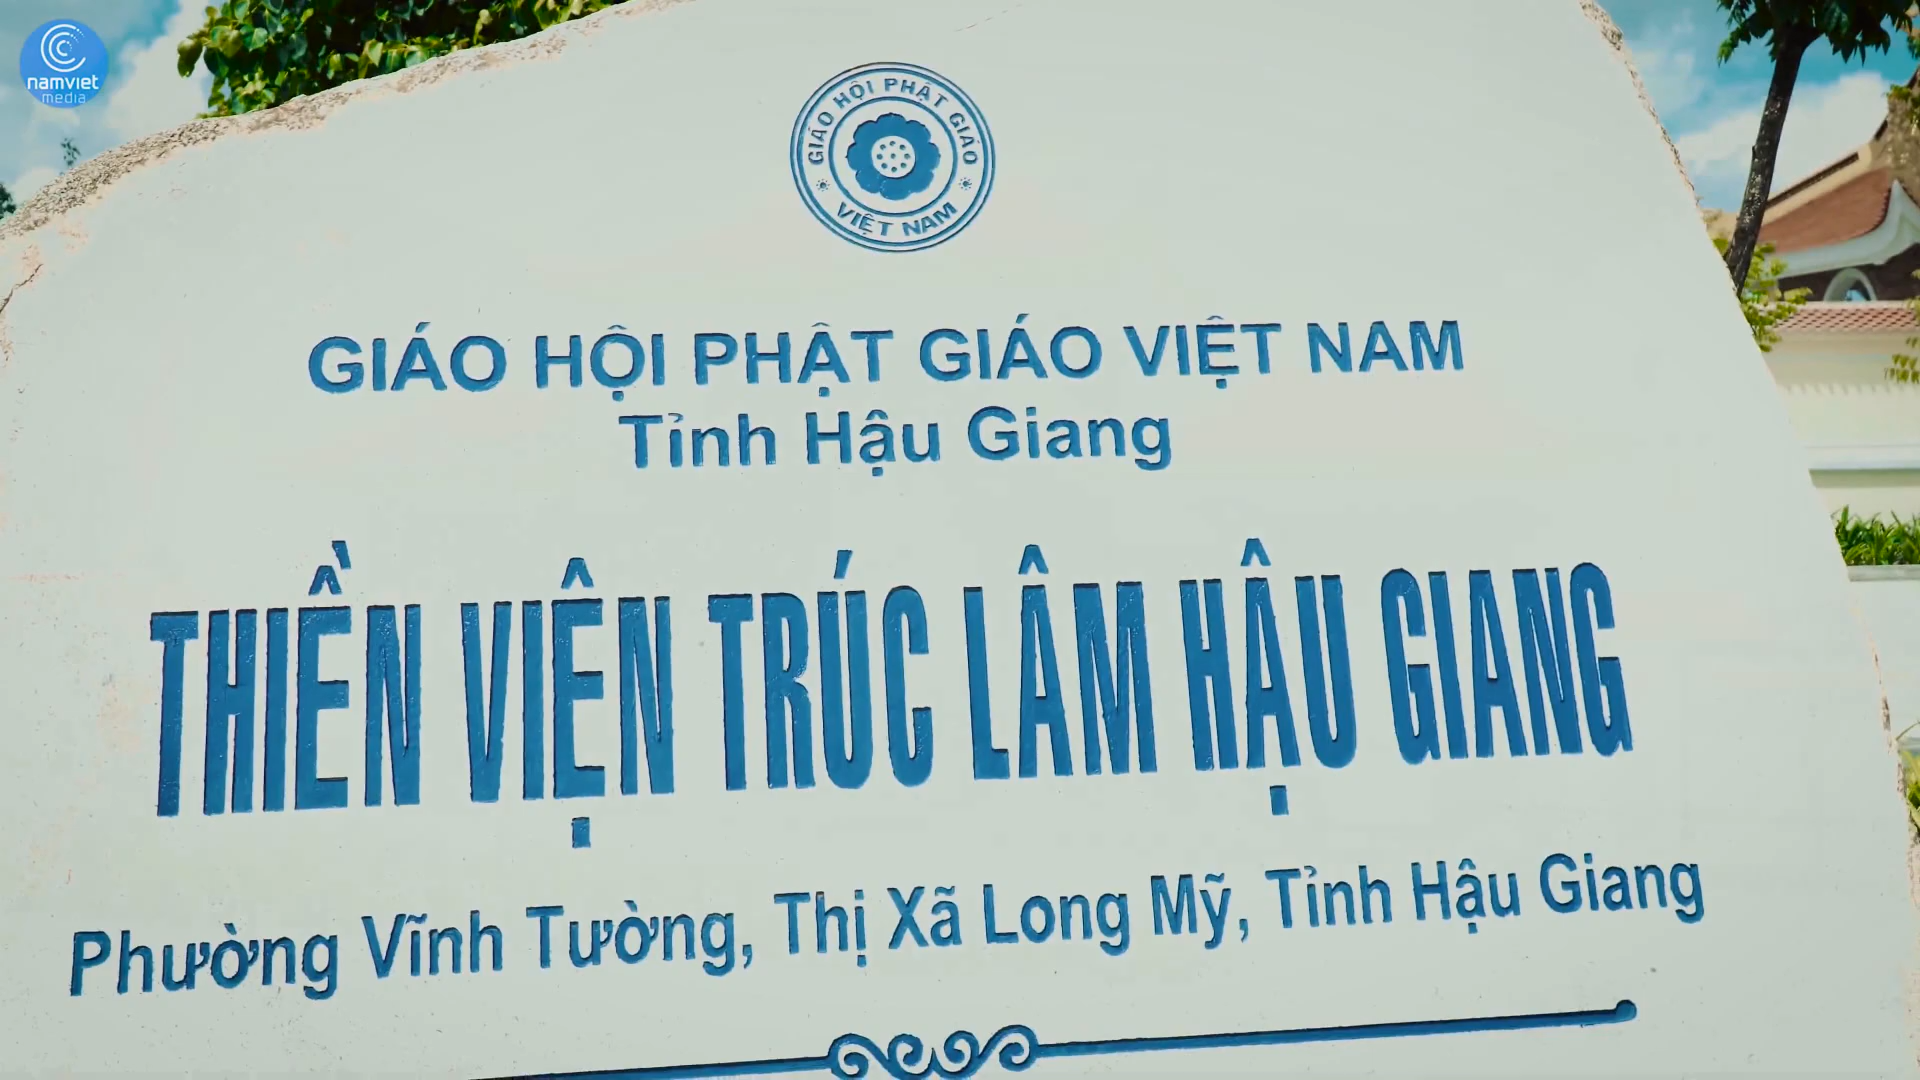 namviet
media
GIÁO HỘI PHẬT GIÁO
VIỆT NAM
GIÁO HỘI PHẬT GIÁO VIỆT NAM
Tỉnh Hậu Giang
THIỀN VIỆN TRÚC LÂM HẬU GIANG
Phường Vĩnh Tường, Thị Xã Long Mỹ, Tỉnh Hậu Giang